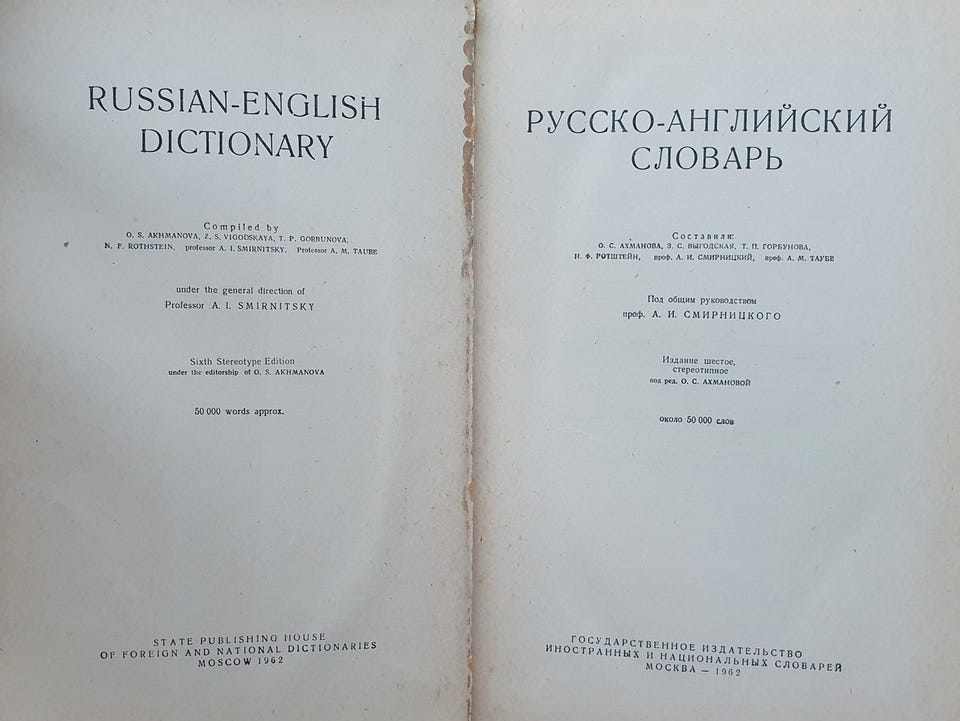 RUSSIAN-ENGLISH
DICTIONARY
Compiled by
O. S. AKHMANOVA, Z. S. VIGODSKAYA, T. P. GORBUNOVA,
N. F. ROTHSTEIN, professor A. I. SMIRNITSKY, Professor A. M. TAUBE
under the general direction of
Professor A. I. SMIRNITSKY
Sixth Stereotype Edition
under the editorship of O. S. AKHMANOVA
50 000 words approx.
STATE PUBLISHING HOUSE
OF FOREIGN AND NATIONAL DICTIONARIES
MOSCOW 1962
РУССКО-АНГЛИЙСКИЙ
СЛОВАРЬ
Составили:
О. С. АХМАНОВА, З. С. ВЫГОДСКАЯ, Т. П. ГОРБУНОВА,
Н. Ф. РОТШТЕЙН, проф. А. И. СМИРНИЦКИЙ, проф. А. М. ТАУБЕ
Под общим руководством
проф. А. И. СМИРНИЦКОГО
Издание шестое,
стереотипное
под ред. О. С. АХМАНОВОЙ
около 50 000 слов
ГОСУДАРСТВЕННОЕ ИЗДАТЕЛЬСТВО
ИНОСТРАННЫХ И НАЦИОНАЛЬНЫХ СЛОВАРЕЙ
МОСКВА — 1962